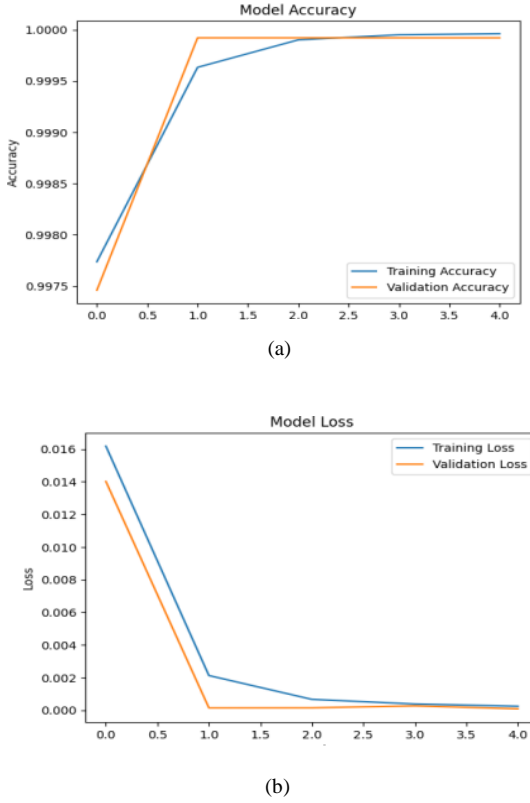 Model Accuracy
1.0000
0.9995
0.9990
0.9985
0.9980
0.9975
Accuracy
Training Accuracy
Validation Accuracy
0.0 0.5 1.0 1.5 2.0 2.5 3.0 3.5 4.0
(a)
Model Loss
0.016
0.014
0.012
0.010
0.008
0.006
0.004
0.002
0.000
Loss
Training Loss
Validation Loss
0.0 0.5 1.0 1.5 2.0 2.5 3.0 3.5 4.0
(b)